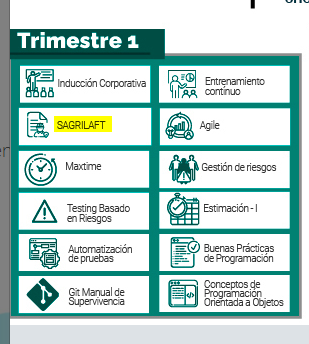 Trimestre 1
Inducción Corporativa
Entrenamiento
continuo
SAGRILAFT
Agile
Maxtime
Gestión de riesgos
Testing Basado
en Riesgos
Estimación - I
Automatización
de pruebas
Buenas Prácticas
de Programación
Git Manual de
Supervivencia
Conceptos de
Programación
Orientada a Objetos